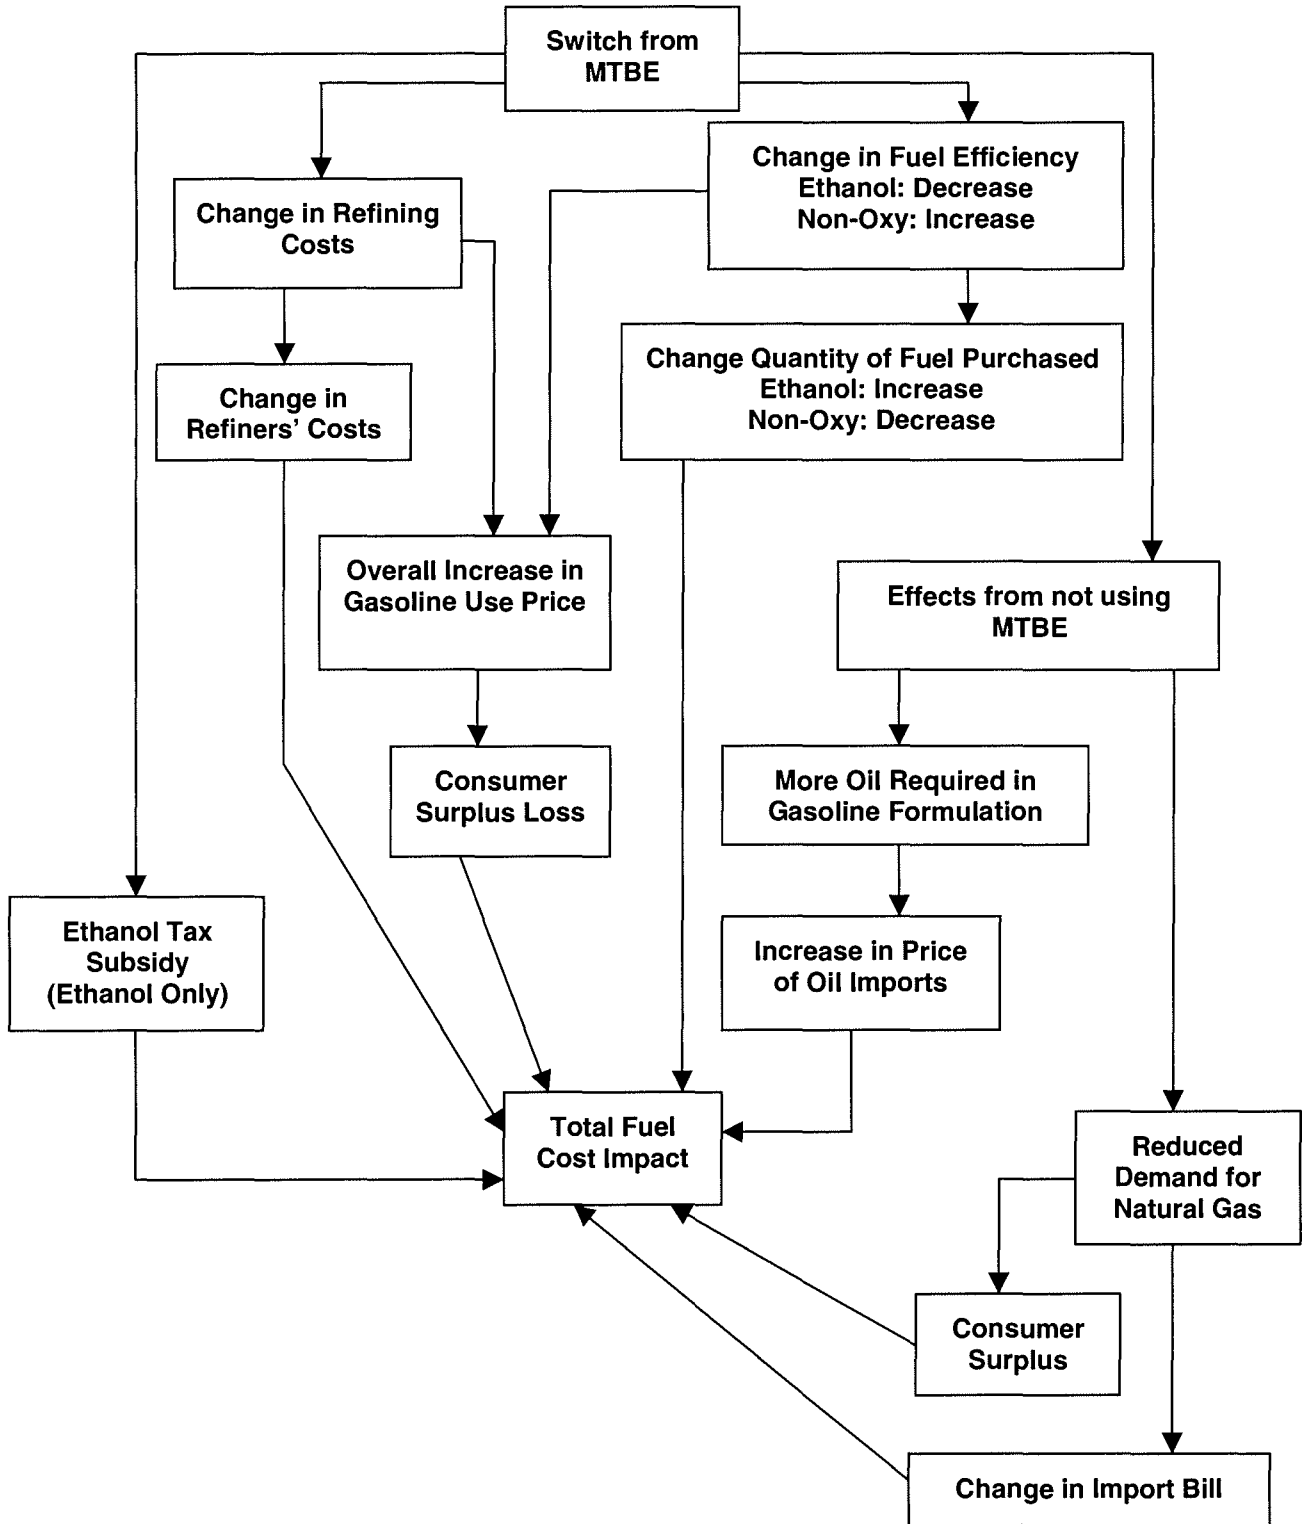 Switch from
MTBE
Change in Fuel Efficiency
Ethanol: Decrease
Non-Oxy: Increase
Change in Refining
Costs
Change Quantity of Fuel Purchased
Ethanol: Increase
Non-Oxy: Decrease
Change in
Refiners' Costs
Overall Increase in
Gasoline Use Price
Effects from not using
MTBE
Consumer
Surplus Loss
More Oil Required in
Gasoline Formulation
Ethanol Tax
Subsidy
(Ethanol Only)
Increase in Price
of Oil Imports
Total Fuel
Cost Impact
Reduced
Demand for
Natural Gas
Consumer
Surplus
Change in Import Bill